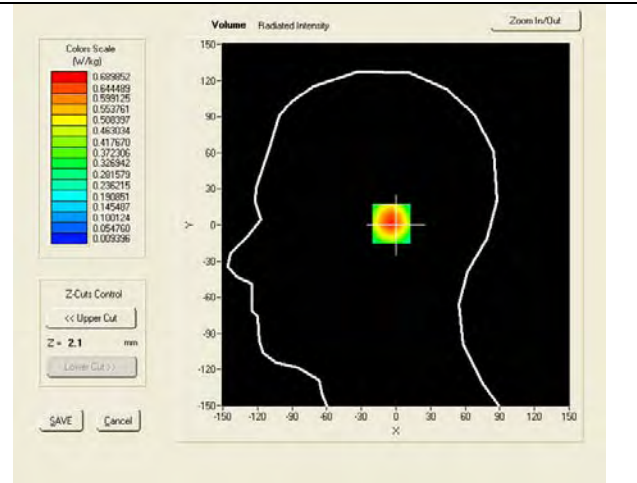 Volume Radiated Intensity
Zoom In/Out
Colors Scale
(W/kg)
0.689852
0.644489
0.599125
0.553761
0.508397
0.463034
0.417670
0.372306
0.326942
0.281579
0.236215
0.190851
0.145487
0.100124
0.054760
0.009396
Z-Cuts Control
<< Upper Cut
Z = 2.1 mm
Lower Cut >>
SAVE Cancel
150-
120-
90-
60-
30-
0-
-30-
-60-
-90-
-120-
-150-
Y
-150 -120 -90 -60 -30 0 30 60 90 120 150
X